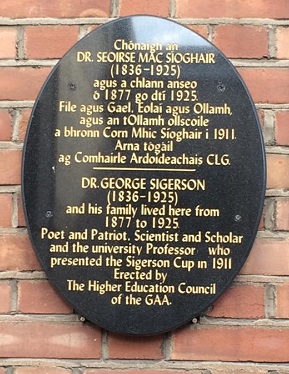 Chónaigh an
DR. SEOIRSE MAC SÍOGHAIR
(1836-1925)
agus a chlann anseo
ó 1877 go dtí 1925.
File agus Gael, Eolaí agus Ollamh,
agus an tOllamh ollscoile
a bhronn Corn Mhic Síoghair i 1911.
Arna tógáil
ag Comhairle Ardoideachais CLG.
DR. GEORGE SIGERSON
(1836-1925)
and his family lived here from
1877 to 1925.
Poet and Patriot, Scientist and Scholar
and the university Professor who
presented the Sigerson Cup in 1911
Erected by
The Higher Education Council
of the GAA.